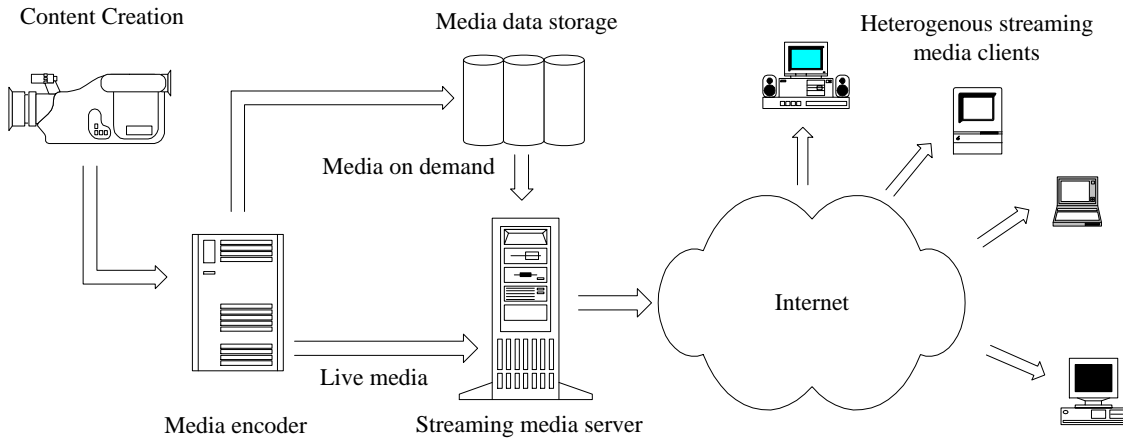 Content Creation
Media data storage
Heterogenous streaming
media clients
Media on demand
Internet
Live media
Media encoder
Streaming media server